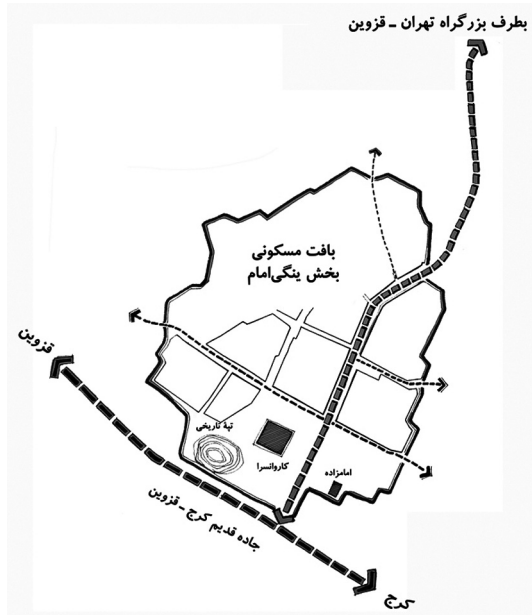 بطرف بزرگراه تهران ـ قزوین
بافت مسکونی
بخش ینگی‌امام
قزوین
تپهٔ تاریخی
کاروانسرا
امامزاده
جاده قدیم کرج ـ قزوین
کرج